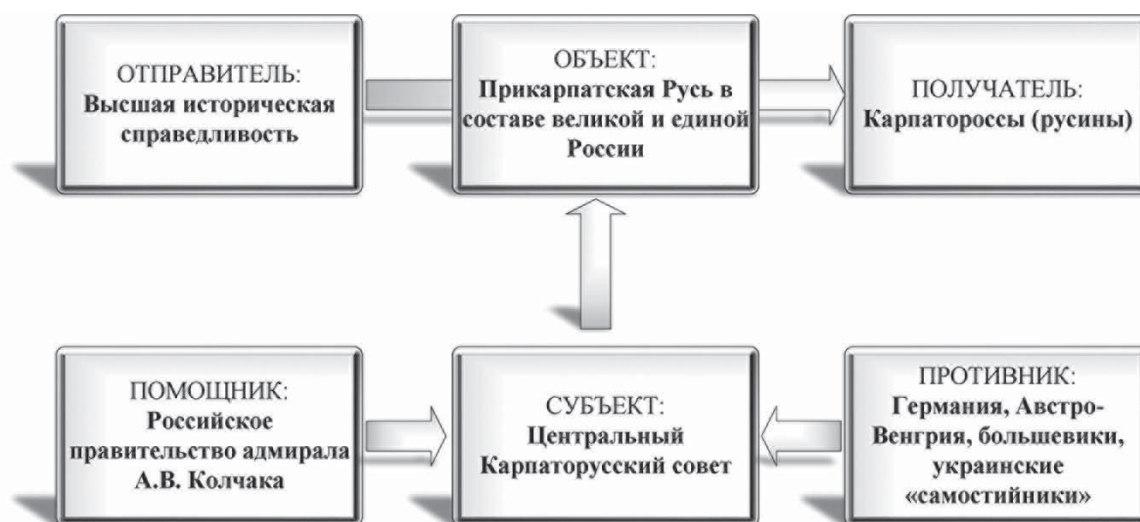 ОТПРАВИТЕЛЬ:
Высшая историческая
справедливость
ОБЪЕКТ:
Прикарпатская Русь в
составе великой и единой
России
ПОЛУЧАТЕЛЬ:
Карпатороссы (русины)
ПОМОЩНИК:
Российское
правительство адмирала
А.В. Колчака
СУБЪЕКТ:
Центральный
Карпаторусский совет
ПРОТИВНИК:
Германия, Австро-
Венгрия, большевики,
украинские
«самостийники»